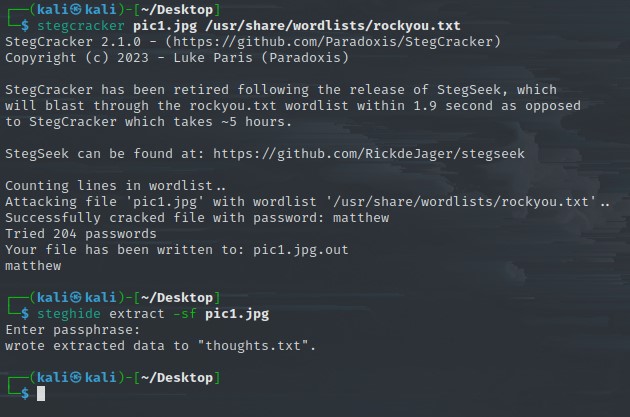 ┌──(kali㉿kali)-[~/Desktop]
└─$ stegcracker pic1.jpg /usr/share/wordlists/rockyou.txt
StegCracker 2.1.0 - (https://github.com/Paradoxis/StegCracker)
Copyright (c) 2023 - Luke Paris (Paradoxis)
StegCracker has been retired following the release of StegSeek, which
will blast through the rockyou.txt wordlist within 1.9 second as opposed
to StegCracker which takes ~5 hours.
StegSeek can be found at: https://github.com/RickdeJager/stegseek
Counting lines in wordlist..
Attacking file 'pic1.jpg' with wordlist '/usr/share/wordlists/rockyou.txt'..
Successfully cracked file with password: matthew
Tried 204 passwords
Your file has been written to: pic1.jpg.out
matthew
┌──(kali㉿kali)-[~/Desktop]
└─$ steghide extract -sf pic1.jpg
Enter passphrase:
wrote extracted data to "thoughts.txt".
┌──(kali㉿kali)-[~/Desktop]
└─$